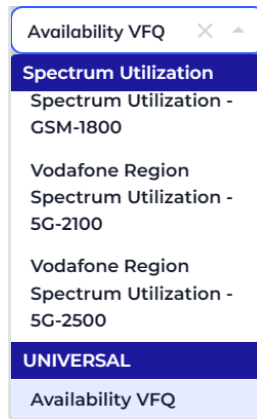 Availability VFQ
Spectrum Utilization
Spectrum Utilization -
GSM-1800
Vodafone Region
Spectrum Utilization -
5G-2100
Vodafone Region
Spectrum Utilization -
5G-2500
UNIVERSAL
Availability VFQ